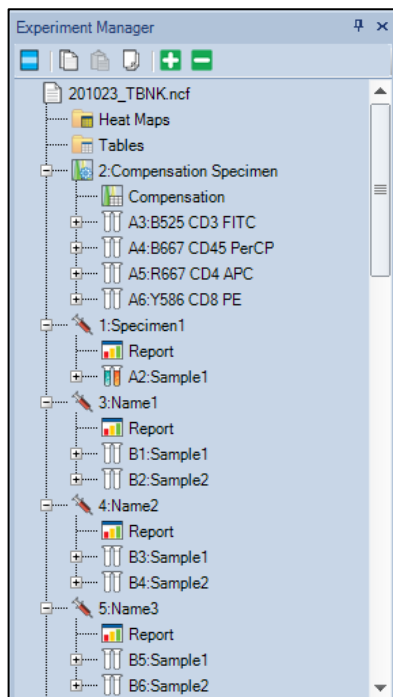 Experiment Manager
201023_TBNK.ncf
Heat Maps
Tables
2:Compensation Specimen
Compensation
A3:B525 CD3 FITC
A4:B667 CD45 PerCP
A5:R667 CD4 APC
A6:Y586 CD8 PE
1:Specimen1
Report
A2:Sample1
3:Name1
Report
B1:Sample1
B2:Sample2
4:Name2
Report
B3:Sample1
B4:Sample2
5:Name3
Report
B5:Sample1
B6:Sample2